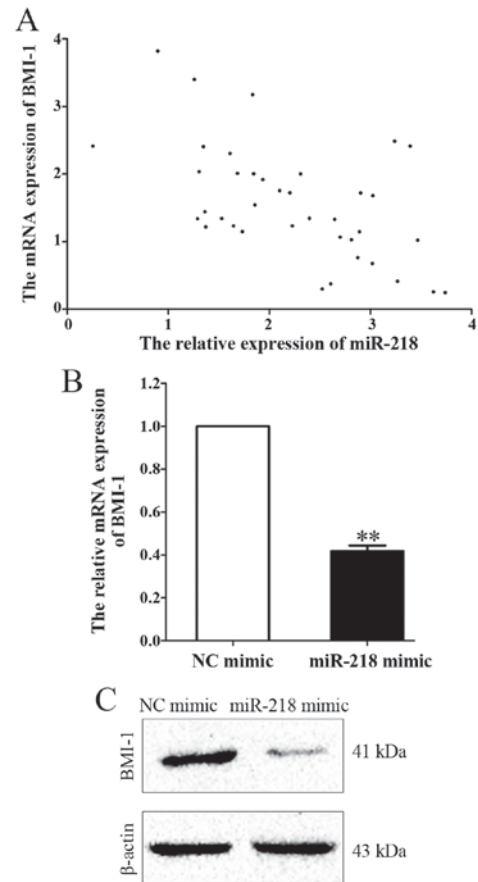 A
The mRNA expression of BMI-1
4
3
2
1
0
0 1 2 3 4
The relative expression of miR-218
B
The relative mRNA expression
of BMI-1
1.2
1.0
0.8
0.6
0.4
0.2
0.0
**
NC mimic miR-218 mimic
C
NC mimic miR-218 mimic
BMI-1
41 kDa
β-actin
43 kDa